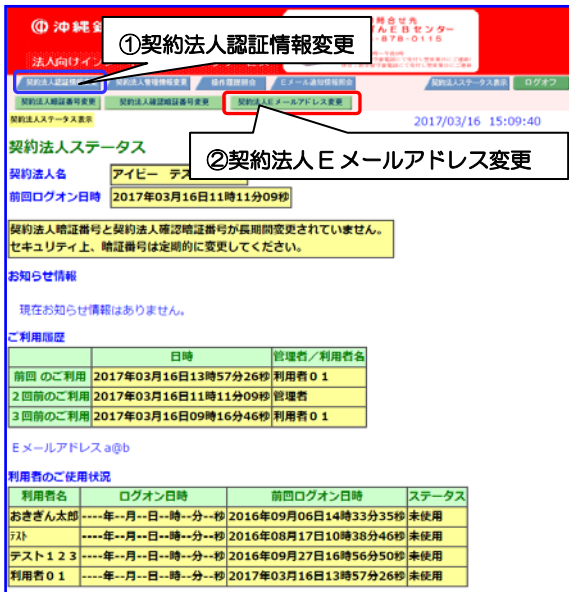 沖縄
①契約法人認証情報変更
問合せ先
んEBセンター
-878-0115
法人向けイン
操作履歴照会
Eメール通知情報照会
契約法人ステータス表示
ログオフ
契約法人暗証番号変更
契約法人確認暗証番号変更
契約法人Eメールアドレス変更
契約法人ステータス表示
2017/03/16 15:09:40
②契約法人Eメールアドレス変更
契約法人ステータス
契約法人名 アイビー テス
前回ログオン日時 2017年03月16日11時11分09秒
契約法人暗証番号と契約法人確認暗証番号が長期間変更されていません。
セキュリティ上、暗証番号は定期的に変更してください。
お知らせ情報
現在お知らせ情報はありません。
ご利用履歴
日時 管理者/利用者名
前回 のご利用 2017年03月16日13時57分26秒 利用者01
2回前のご利用 2017年03月16日11時11分09秒 管理者
3回前のご利用 2017年03月16日09時16分46秒 利用者01
Eメールアドレス a@b
利用者のご使用状況
利用者名 ログオン日時 前回ログオン日時 ステータス
おきぎん太郎 ----年--月--日--時--分--秒 2016年09月06日14時33分35秒 未使用
ﾃｽﾄ ----年--月--日--時--分--秒 2016年08月17日10時38分46秒 未使用
テスト123 ----年--月--日--時--分--秒 2016年09月27日16時56分50秒 未使用
利用者01 ----年--月--日--時--分--秒 2017年03月16日13時57分26秒 未使用